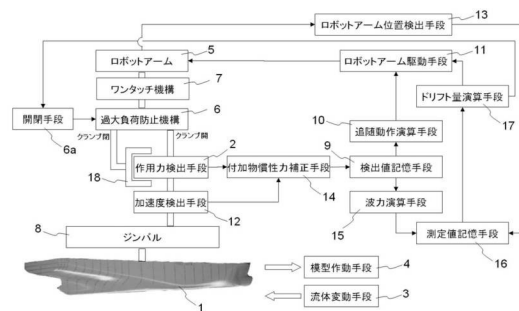 ロボットアーム位置検出手段
13
5
ロボットアーム
ロボットアーム駆動手段
11
7
ワンタッチ機構
ドリフト量演算手段
17
6
開閉手段
6a
過大負荷防止機構
クランプ閉
クランプ開
10
追随動作演算手段
2
作用力検出手段
18
付加物慣性力補正手段
14
9
検出値記憶手段
加速度検出手段
12
波力演算手段
15
8
ジンバル
測定値記憶手段
16
模型作動手段
4
流体変動手段
3
1